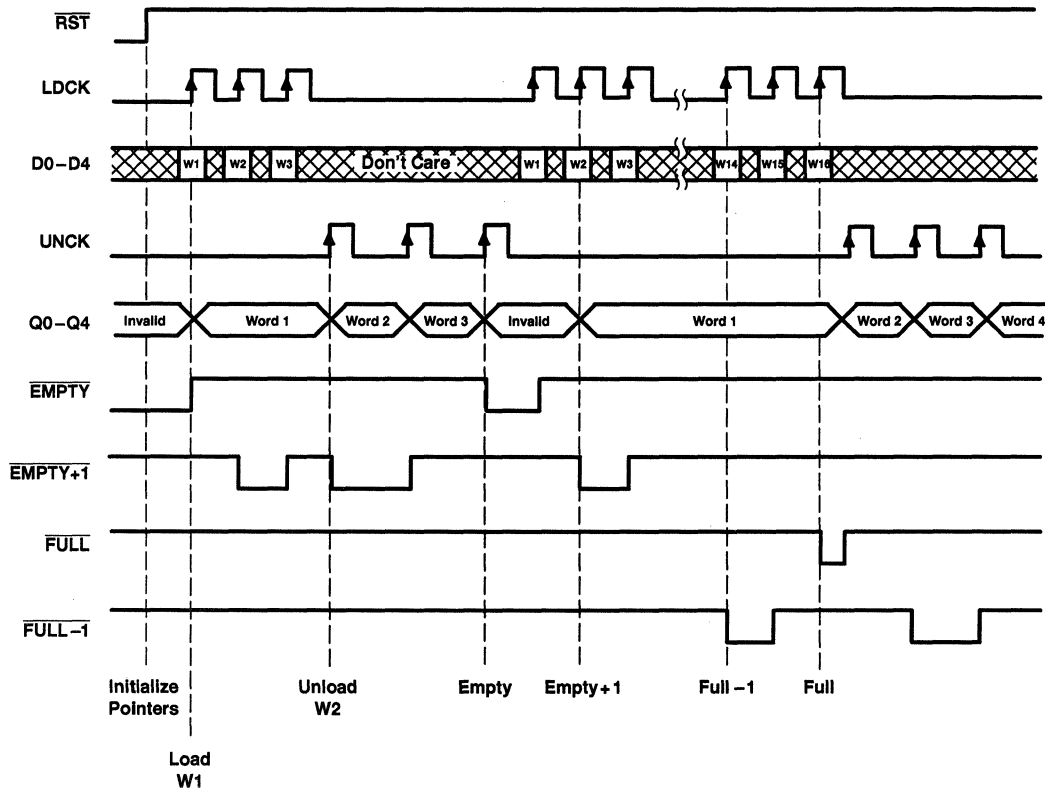 RST
LDCK
D0–D4 W1 W2 W3 Don't Care W1 W2 W3 W14 W15 W16
UNCK
Q0–Q4 Invalid Word 1 Word 2 Word 3 Invalid Word 1 Word 2 Word 3 Word 4
EMPTY
EMPTY+1
FULL
FULL–1
Initialize
Pointers
Load
W1
Unload
W2
Empty
Empty+1
Full–1
Full